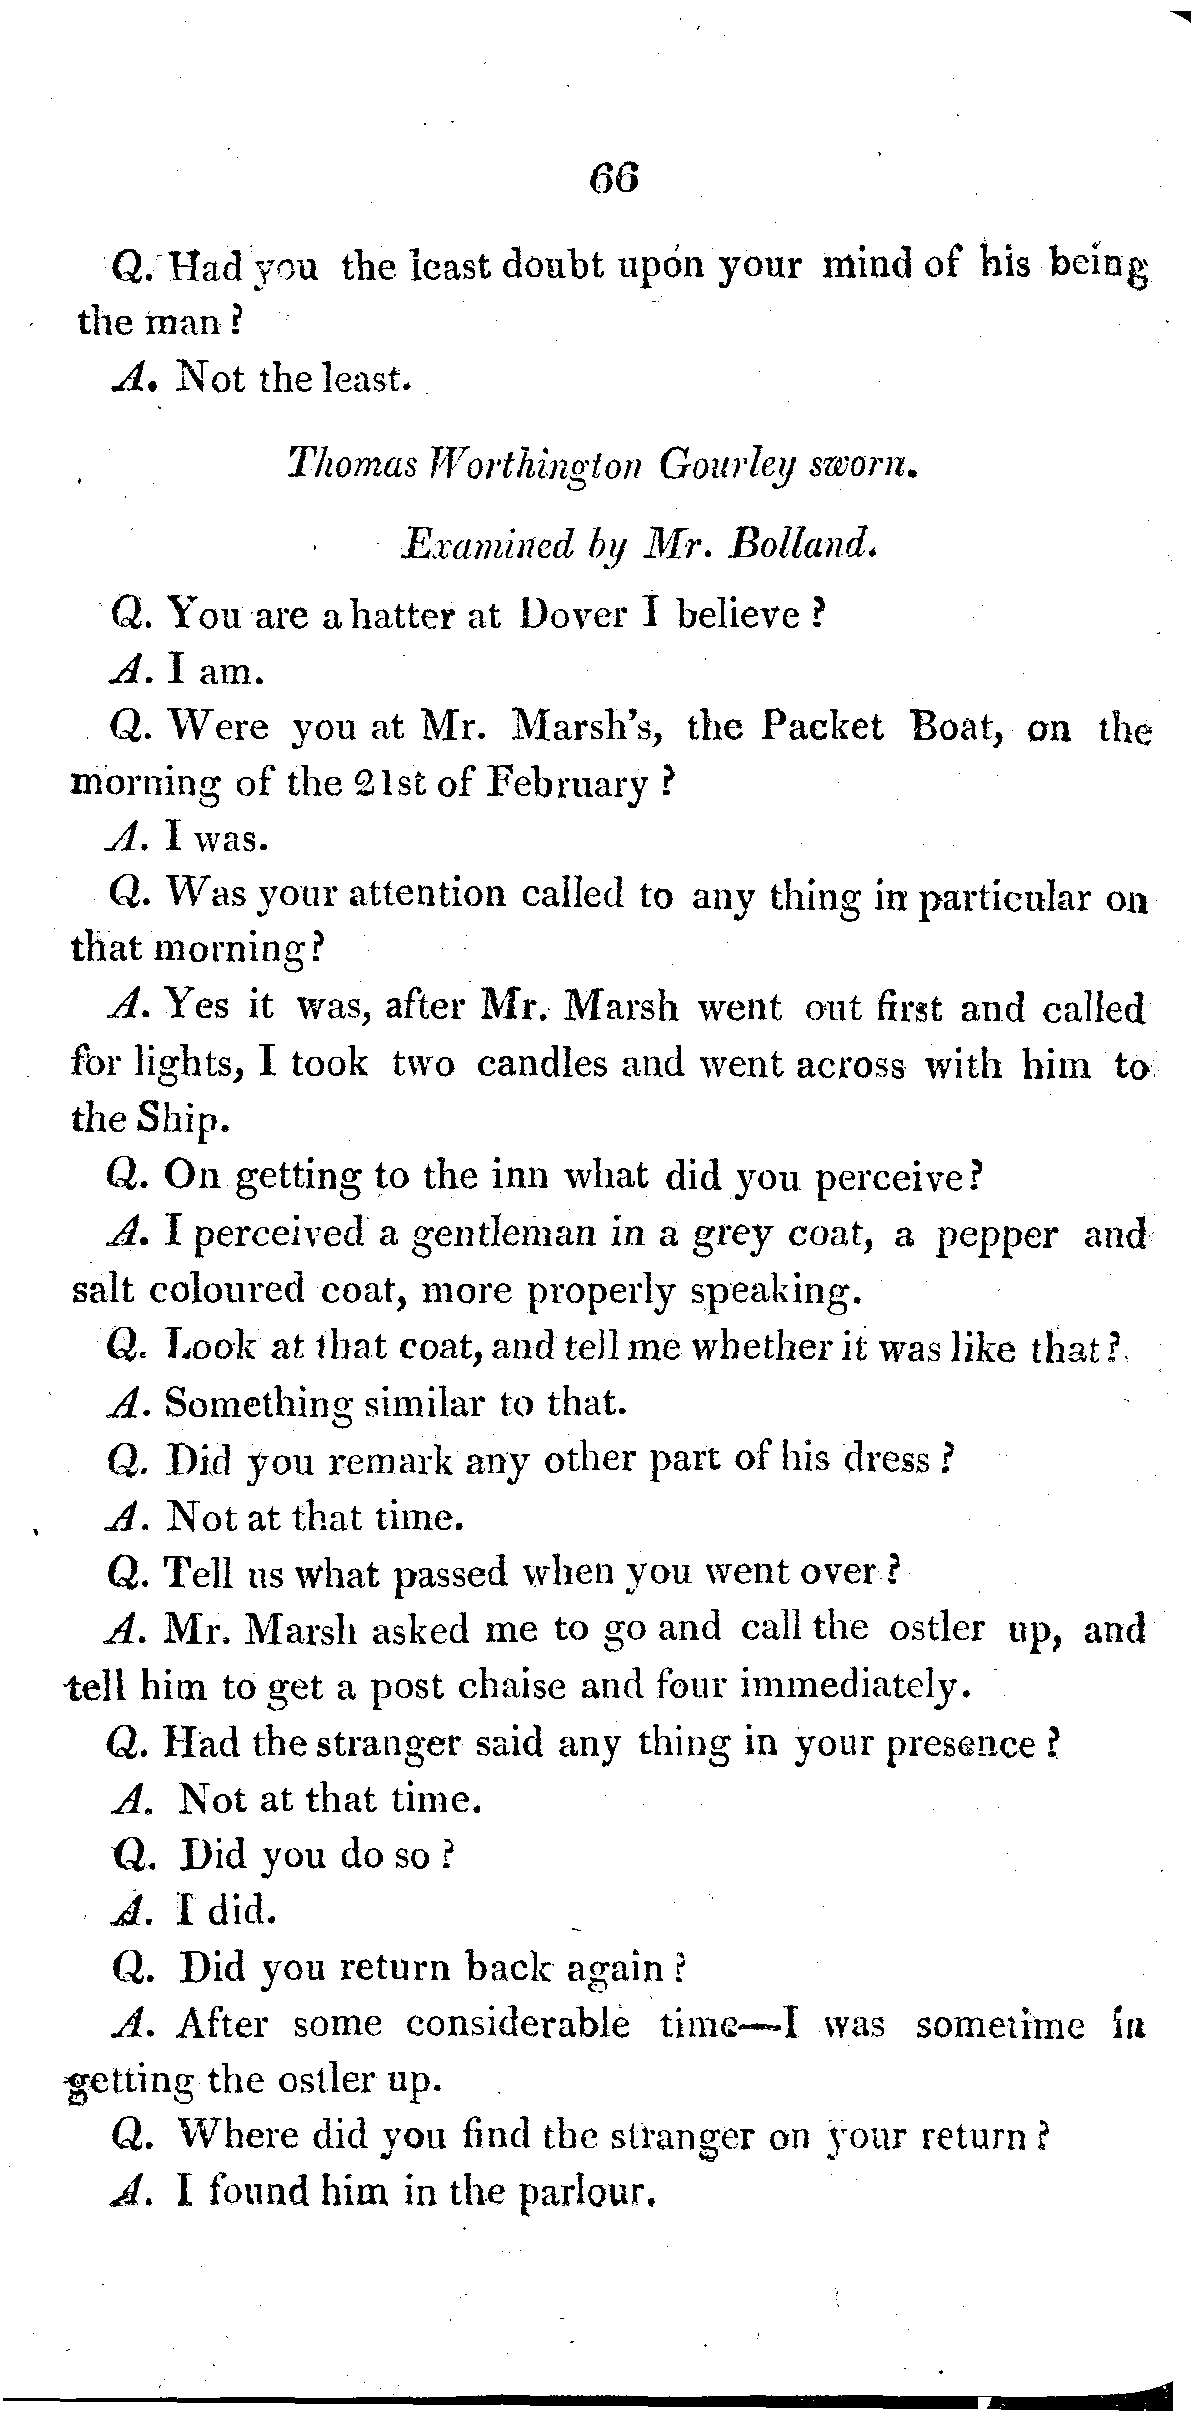 66
Q. Had you the least doubt upon your mind of his being
the man ?
A. Not the least.
Thomas Worthington Gourley sworn.
Examined by Mr. Bolland.
Q. You are a hatter at Dover I believe ?
A. I am.
Q. Were you at Mr. Marsh's, the Packet Boat, on the
morning of the 21st of February ?
A. I was.
Q. Was your attention called to any thing in particular on
that morning?
A. Yes it was, after Mr. Marsh went out first and called
for lights, I took two candles and went across with him to
the Ship.
Q. On getting to the inn what did you perceive?
A. I perceived a gentleman in a grey coat, a pepper and
salt coloured coat, more properly speaking.
Q. Look at that coat, and tell me whether it was like that?
A. Something similar to that.
Q. Did you remark any other part of his dress ?
A. Not at that time.
Q. Tell us what passed when you went over ?
A. Mr. Marsh asked me to go and call the ostler up, and
tell him to get a post chaise and four immediately.
Q. Had the stranger said any thing in your presence ?
A. Not at that time.
Q. Did you do so ?
A. I did.
Q. Did you return back again ?
A. After some considerable time—I was sometime in
getting the ostler up.
Q. Where did you find the stranger on your return ?
A. I found him in the parlour.